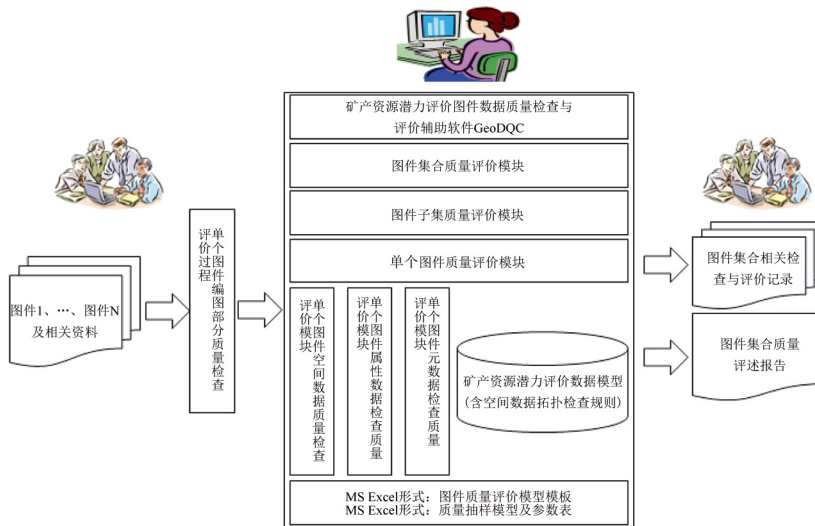 矿产资源潜力评价图件数据质量检查与
评价辅助软件GeoDQC
图件集合质量评价模块
图件子集质量评价模块
单个图件质量评价模块
图件1、…、图件N
及相关资料
单个图件编图部分质量检查
评价过程
单个图件空间数据质量检查
评价模块
单个图件属性数据检查质量
评价模块
单个图件元数据检查质量
评价模块
矿产资源潜力评价数据模型
(含空间数据拓扑检查规则)
MS Excel形式：图件质量评价模型模板
MS Excel形式：质量抽样模型及参数表
图件集合相关检
查与评价记录
图件集合质量
评述报告